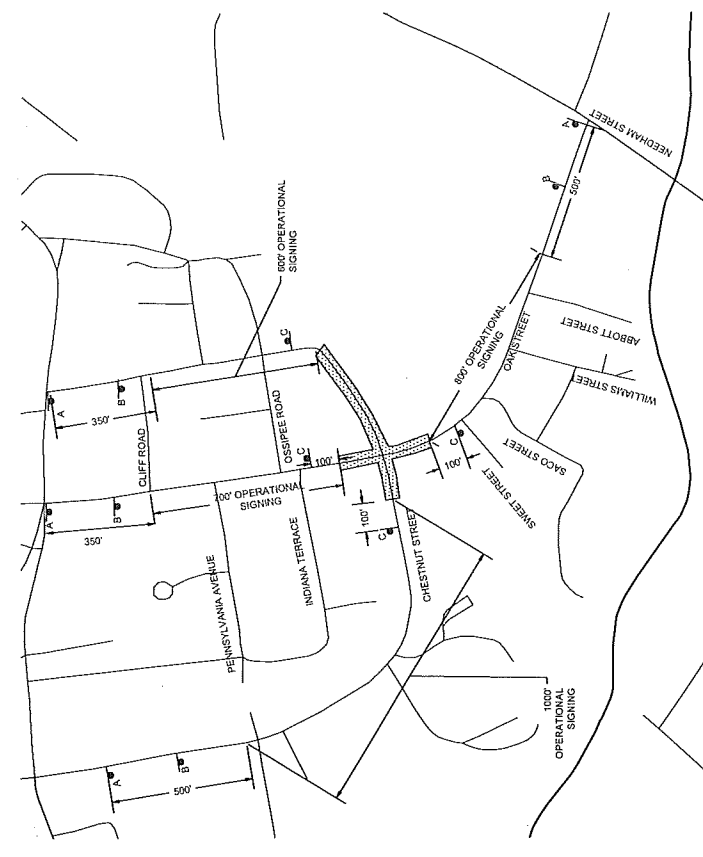 600' OPERATIONAL
SIGNING
A
B
350'
CLIFF ROAD
C
OSSIPEE ROAD
A
B
350'
C
100'
700' OPERATIONAL
SIGNING
INDIANA TERRACE
PENNSYLVANIA AVENUE
100'
C
CHESTNUT STREET
A
B
500'
1000'
OPERATIONAL
SIGNING
C
100'
SWEET STREET
SACO STREET
WILLIAMS STREET
ABBOTT STREET
OAK STREET
800' OPERATIONAL
SIGNING
500'
B
A
NEEDHAM STREET